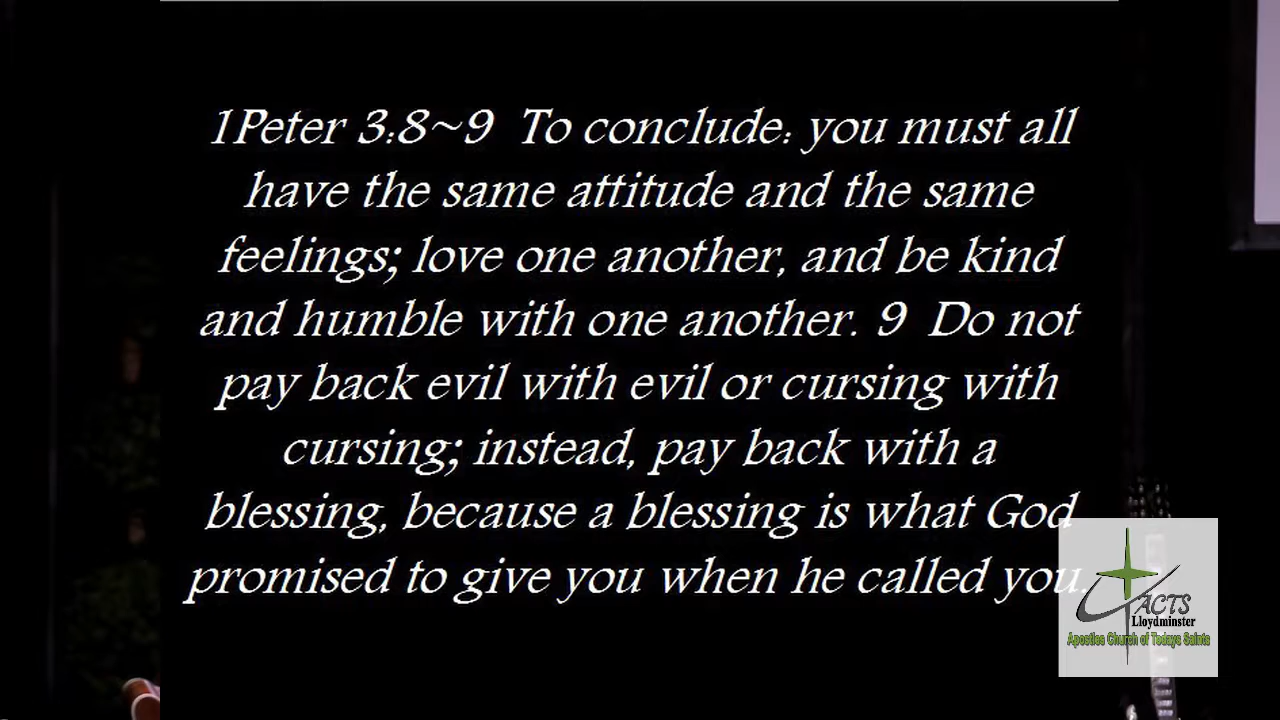 1Peter 3:8~9 To conclude: you must all
have the same attitude and the same
feelings; love one another, and be kind
and humble with one another. 9 Do not
pay back evil with evil or cursing with
cursing; instead, pay back with a
blessing, because a blessing is what God
promised to give you when he called you.
ACTS
Lloydminster
Apostles Church of Todays Saints